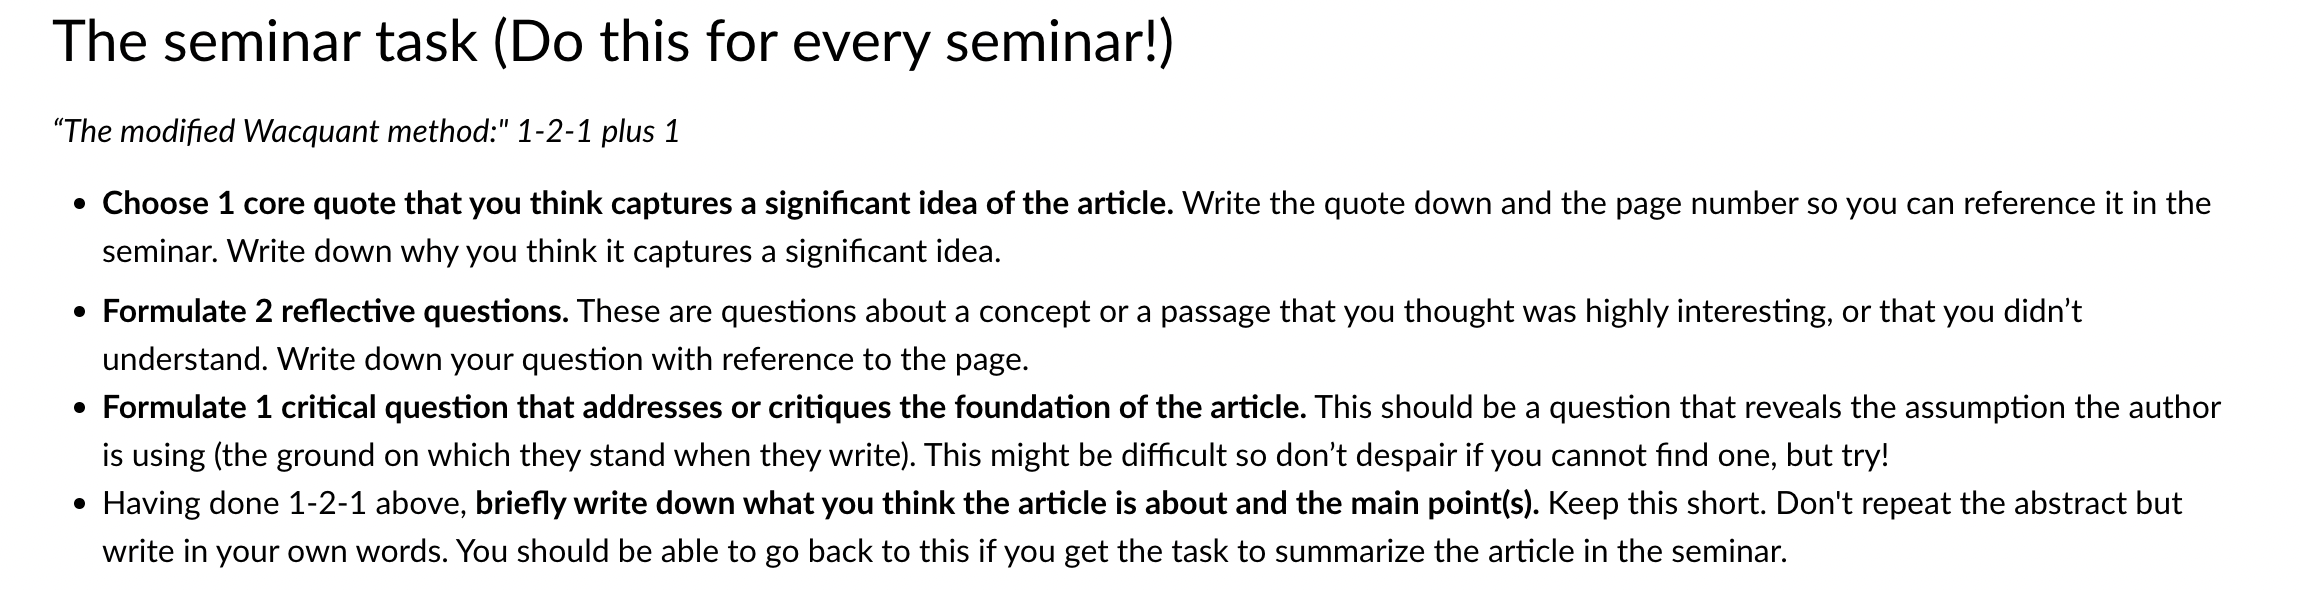 The seminar task (Do this for every seminar!)
“The modified Wacquant method:" 1-2-1 plus 1
• Choose 1 core quote that you think captures a significant idea of the article. Write the quote down and the page number so you can reference it in the
seminar. Write down why you think it captures a significant idea.
• Formulate 2 reflective questions. These are questions about a concept or a passage that you thought was highly interesting, or that you didn’t
understand. Write down your question with reference to the page.
• Formulate 1 critical question that addresses or critiques the foundation of the article. This should be a question that reveals the assumption the author
is using (the ground on which they stand when they write). This might be difficult so don’t despair if you cannot find one, but try!
• Having done 1-2-1 above, briefly write down what you think the article is about and the main point(s). Keep this short. Don't repeat the abstract but
write in your own words. You should be able to go back to this if you get the task to summarize the article in the seminar.